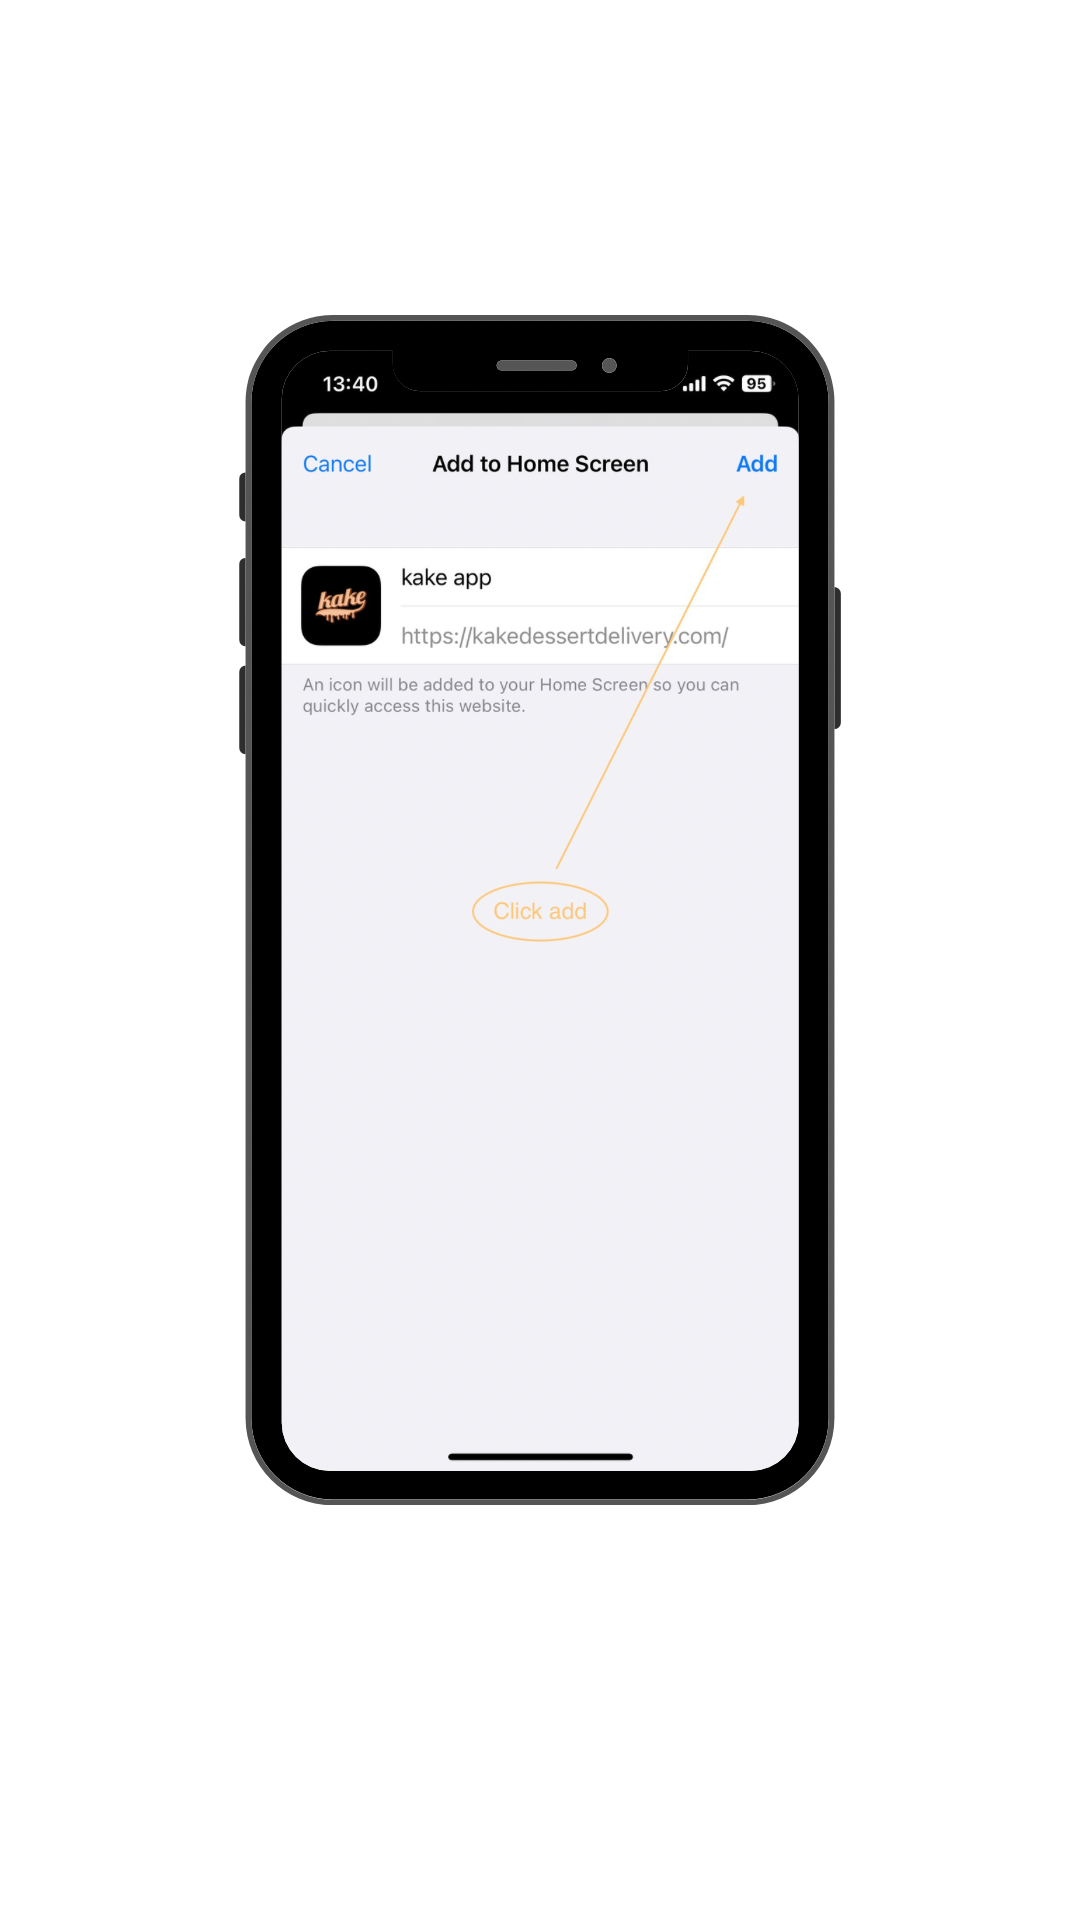 13:40
95
Cancel
Add to Home Screen
Add
kake
kake app
https://kakedessertdelivery.com/
An icon will be added to your Home Screen so you can
quickly access this website.
Click add